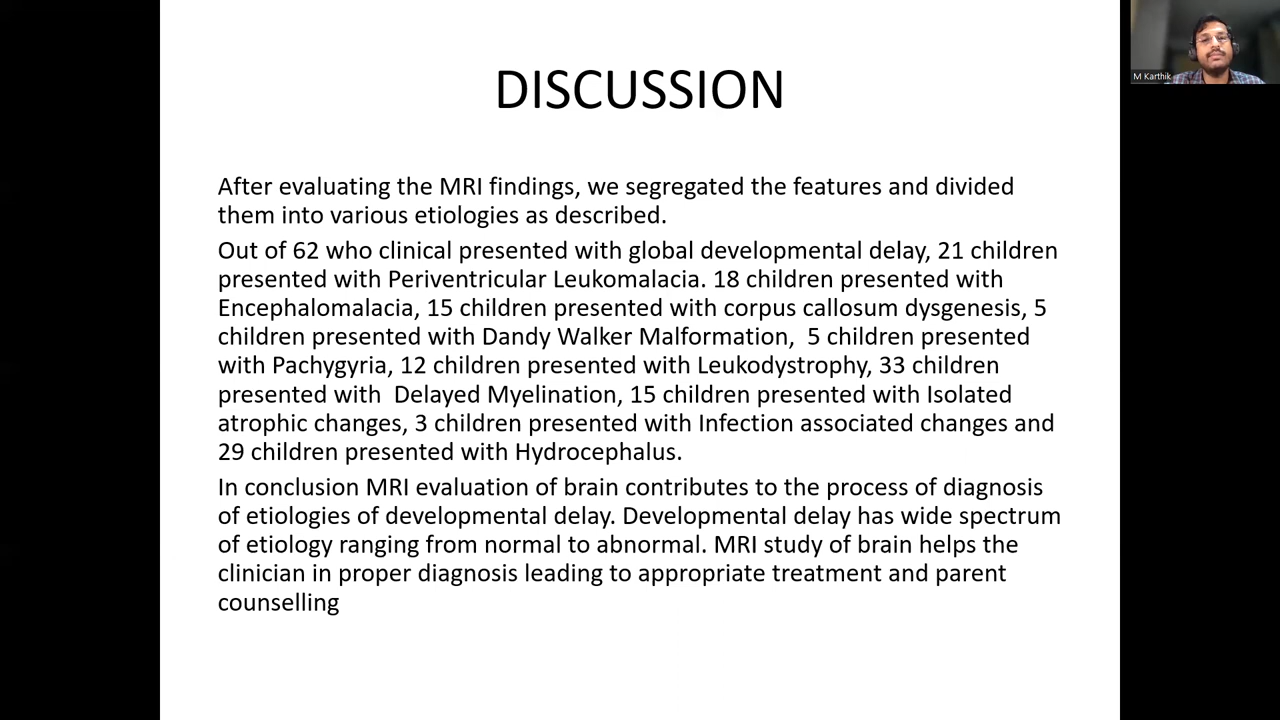 DISCUSSION
M Karthik
After evaluating the MRI findings, we segregated the features and divided
them into various etiologies as described.
Out of 62 who clinical presented with global developmental delay, 21 children
presented with Periventricular Leukomalacia. 18 children presented with
Encephalomalacia, 15 children presented with corpus callosum dysgenesis, 5
children presented with Dandy Walker Malformation,  5 children presented
with Pachygyria, 12 children presented with Leukodystrophy, 33 children
presented with  Delayed Myelination, 15 children presented with Isolated
atrophic changes, 3 children presented with Infection associated changes and
29 children presented with Hydrocephalus.
In conclusion MRI evaluation of brain contributes to the process of diagnosis
of etiologies of developmental delay. Developmental delay has wide spectrum
of etiology ranging from normal to abnormal. MRI study of brain helps the
clinician in proper diagnosis leading to appropriate treatment and parent
counselling